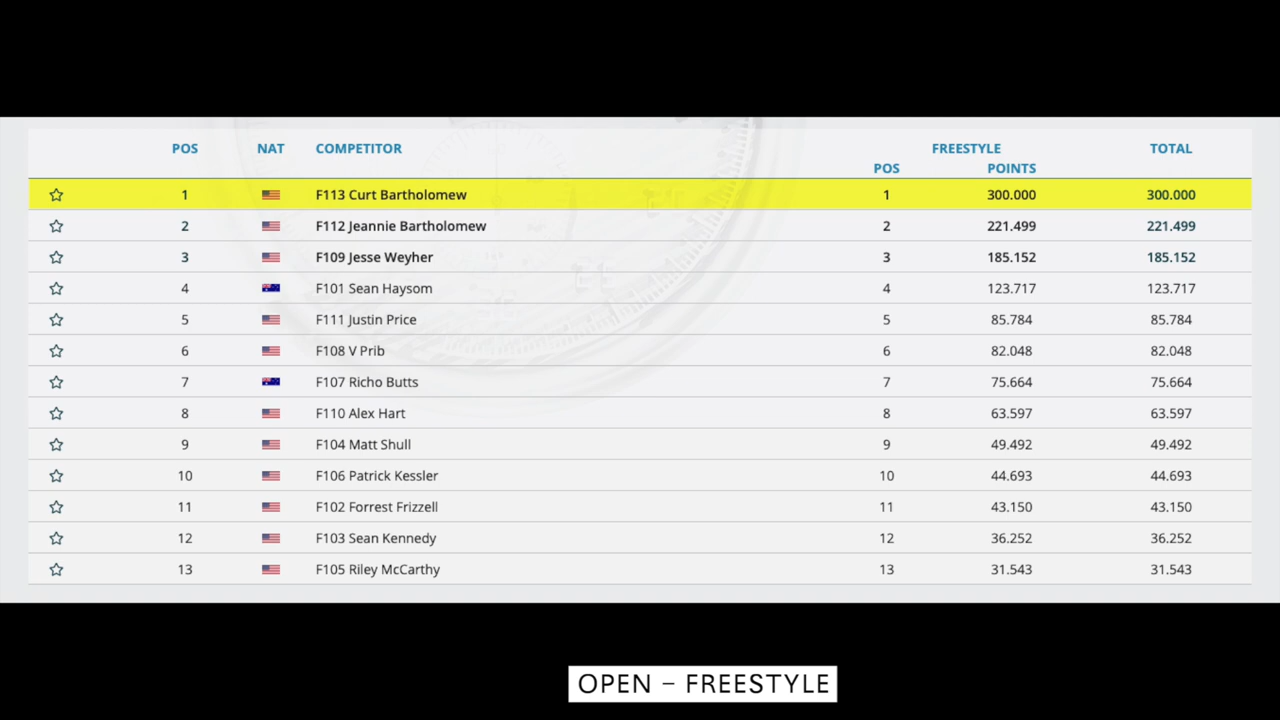 POS NAT COMPETITOR FREESTYLE TOTAL
POS POINTS
1 F113 Curt Bartholomew 1 300.000 300.000
2 F112 Jeannie Bartholomew 2 221.499 221.499
3 F109 Jesse Weyher 3 185.152 185.152
4 F101 Sean Haysom 4 123.717 123.717
5 F111 Justin Price 5 85.784 85.784
6 F108 V Prib 6 82.048 82.048
7 F107 Richo Butts 7 75.664 75.664
8 F110 Alex Hart 8 63.597 63.597
9 F104 Matt Shull 9 49.492 49.492
10 F106 Patrick Kessler 10 44.693 44.693
11 F102 Forrest Frizzell 11 43.150 43.150
12 F103 Sean Kennedy 12 36.252 36.252
13 F105 Riley McCarthy 13 31.543 31.543
OPEN – FREESTYLE